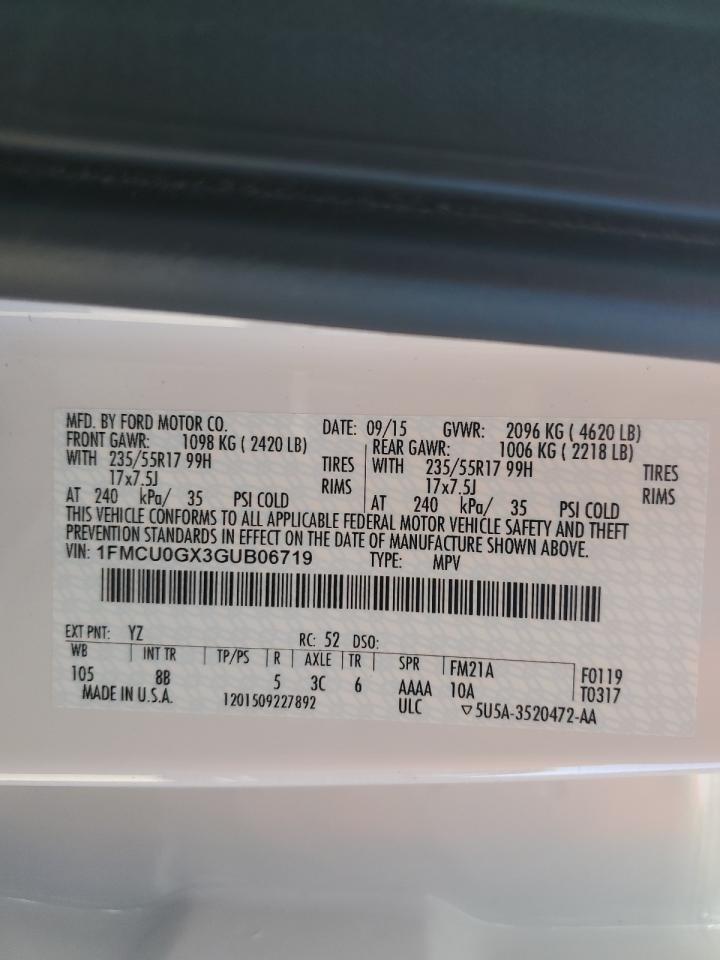 MFD. BY FORD MOTOR CO. DATE: 09/15 GVWR: 2096 KG ( 4620 LB)
FRONT GAWR: 1098 KG ( 2420 LB) REAR GAWR: 1006 KG ( 2218 LB)
WITH 235/55R17 99H TIRES WITH 235/55R17 99H TIRES
17x7.5J RIMS 17x7.5J RIMS
AT 240 kPa/ 35 PSI COLD AT 240 kPa/ 35 PSI COLD
THIS VEHICLE CONFORMS TO ALL APPLICABLE FEDERAL MOTOR VEHICLE SAFETY AND THEFT
PREVENTION STANDARDS IN EFFECT ON THE DATE OF MANUFACTURE SHOWN ABOVE.
VIN: 1FMCU0GX3GUB06719 TYPE: MPV
EXT PNT: YZ RC: 52 DSO:
WB INT TR TP/PS R AXLE TR SPR FM21A F0119
105 8B 5 3C 6 AAAA 10A T0317
MADE IN U.S.A. 1201509227892 ULC ▽5U5A-3520472-AA